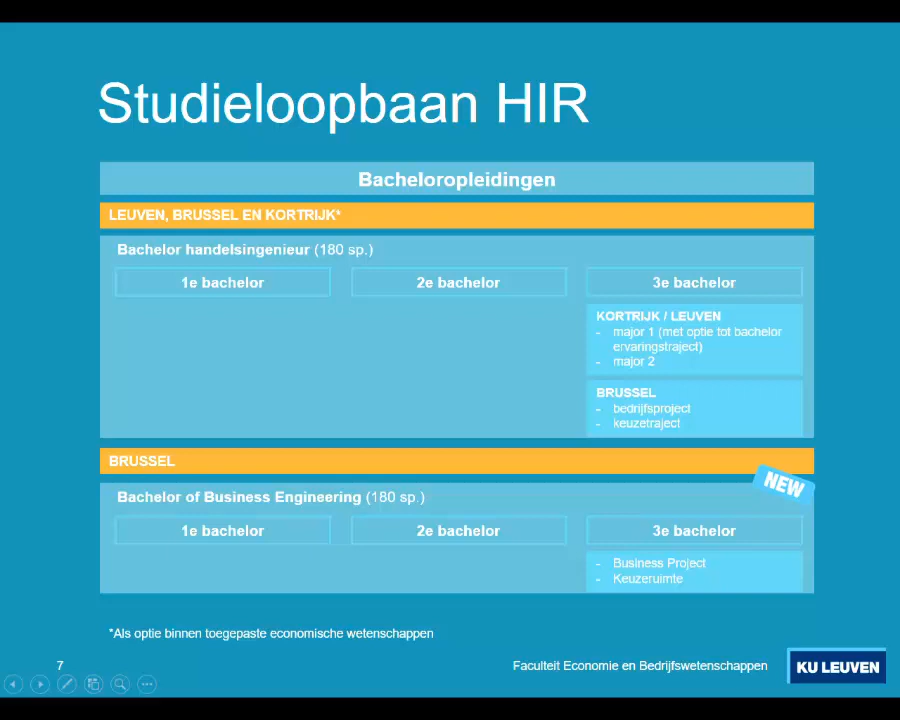 Studieloopbaan HIR
Bacheloropleidingen
LEUVEN, BRUSSEL EN KORTRIJK*
Bachelor handelsingenieur (180 sp.)
1e bachelor
2e bachelor
3e bachelor
KORTRIJK / LEUVEN
- major 1 (met optie tot bachelor
ervaringstraject)
- major 2
BRUSSEL
- bedrijfsproject
- keuzetraject
BRUSSEL
NEW
Bachelor of Business Engineering (180 sp.)
1e bachelor
2e bachelor
3e bachelor
- Business Project
- Keuzeruimte
*Als optie binnen toegepaste economische wetenschappen
7
Faculteit Economie en Bedrijfswetenschappen
KU LEUVEN